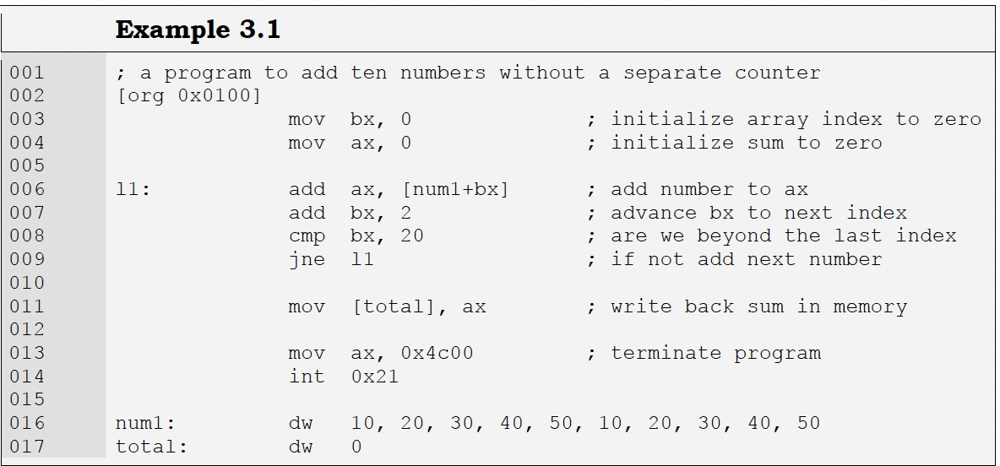 Example 3.1
001 ; a program to add ten numbers without a separate counter
002 [org 0x0100]
003 mov bx, 0 ; initialize array index to zero
004 mov ax, 0 ; initialize sum to zero
005
006 l1: add ax, [num1+bx] ; add number to ax
007 add bx, 2 ; advance bx to next index
008 cmp bx, 20 ; are we beyond the last index
009 jne l1 ; if not add next number
010
011 mov [total], ax ; write back sum in memory
012
013 mov ax, 0x4c00 ; terminate program
014 int 0x21
015
016 num1: dw 10, 20, 30, 40, 50, 10, 20, 30, 40, 50
017 total: dw 0